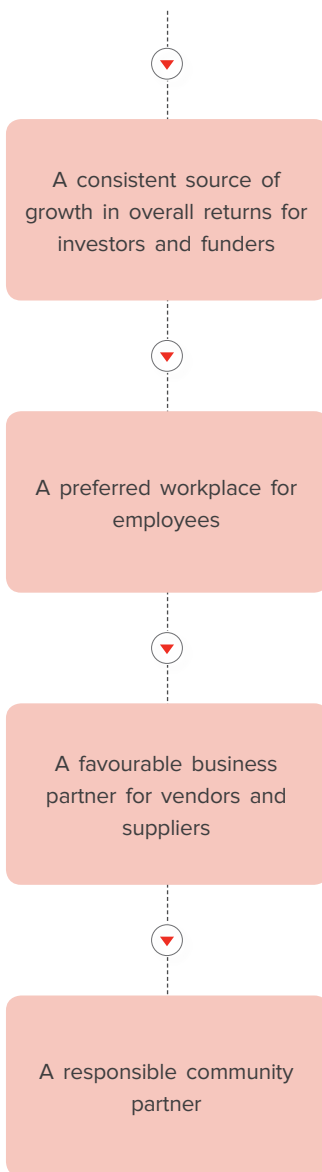 A consistent source of
growth in overall returns for
investors and funders
A preferred workplace for
employees
A favourable business
partner for vendors and
suppliers
A responsible community
partner